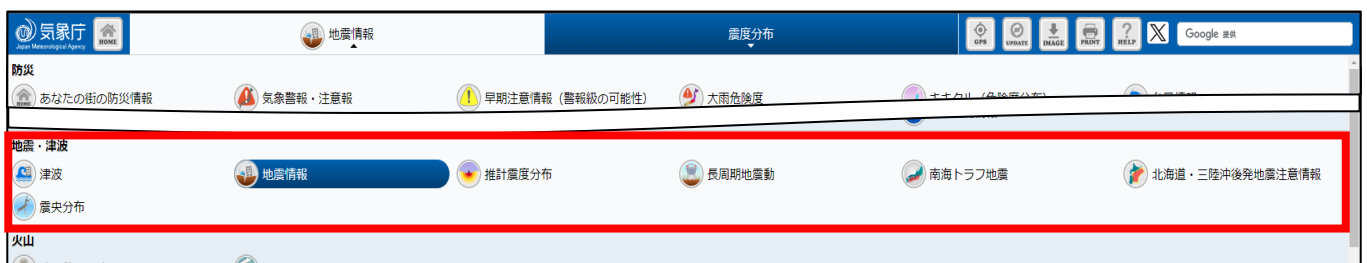 気象庁
Japan Meteorological Agency
HOME
地震情報
震度分布
GPS
UPDATE
IMAGE
PRINT
HELP
Google 提供
防災
HOME
あなたの街の防災情報
気象警報・注意報
早期注意情報（警報級の可能性）
大雨危険度
地震・津波
津波
地震情報
推計震度分布
長周期地震動
南海トラフ地震
北海道・三陸沖後発地震注意情報
震央分布
火山